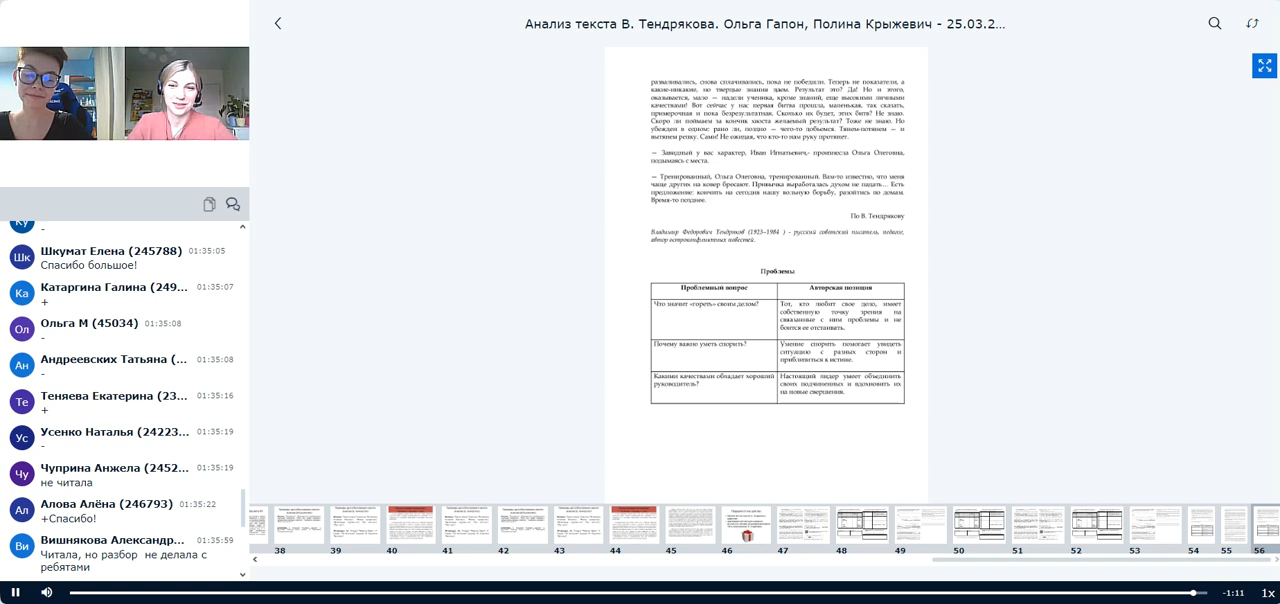 Анализ текста В. Тендрякова. Ольга Гапон, Полина Крыжевич - 25.03.2...
разваливались, снова сплачивались, пока не победили. Теперь не показатели, а
какие-никакие, но твердые знания даем. Результат это? Да! Но и этого,
оказывается, мало — надели ученика, кроме знаний, еще высокими личными
качествами! Вот сейчас у нас первая битва прошла, маленькая, так сказать,
примерочная и пока безрезультатная. Сколько их будет, этих битв? Не знаю.
Скоро ли поймаем за кончик хвоста желаемый результат? Тоже не знаю. Но
убежден в одном: рано ли, поздно — чего-то добьемся. Тянем-потянем — и
вытянем репку. Сами! Не ожидая, что кто-то нам руку протянет.
— Завидный у вас характер, Иван Игнатьевич,- произнесла Ольга Олеговна,
подымаясь с места.
— Тренированный, Ольга Олеговна, тренированный. Вам-то известно, что меня
чаще других на ковер бросают. Привычка выработалась духом не падать... Есть
предложение: кончить на сегодня нашу вольную борьбу, разойтись по домам.
Время-то позднее.
По В. Тендрякову
Владимир Федорович Тендряков (1923–1984 ) - русский советский писатель, педагог,
автор остроконфликтных повестей.
Проблемы
Проблемный вопрос
Авторская позиция
Что значит «гореть» своим делом?
Тот, кто любит свое дело, имеет
собственную точку зрения на
связанные с ним проблемы и не
боится ее отстаивать.
Почему важно уметь спорить?
Умение спорить помогает увидеть
ситуацию с разных сторон и
приблизиться к истине.
Какими качествами обладает хороший
руководитель?
Настоящий лидер умеет объединить
своих подчиненных и вдохновить их
на новые свершения.
Ку
-
Шк Шкумат Елена (245788) 01:35:05
Спасибо большое!
Ка Катаргина Галина (249... 01:35:07
+
Ол Ольга М (45034) 01:35:08
-
Ан Андреевских Татьяна (... 01:35:08
-
Те Теняева Екатерина (23... 01:35:16
+
Ус Усенко Наталья (24223... 01:35:19
-
Чу Чуприна Анжела (2452... 01:35:19
не читала
Ал Алова Алёна (246793) 01:35:22
+Спасибо!
Ви Вишнякова Александр... 01:35:59
Читала, но разбор не делала с
ребятами
38 39 40 41 42 43 44 45 46 47 48 49 50 51 52 53 54 55 56
-1:11 1x